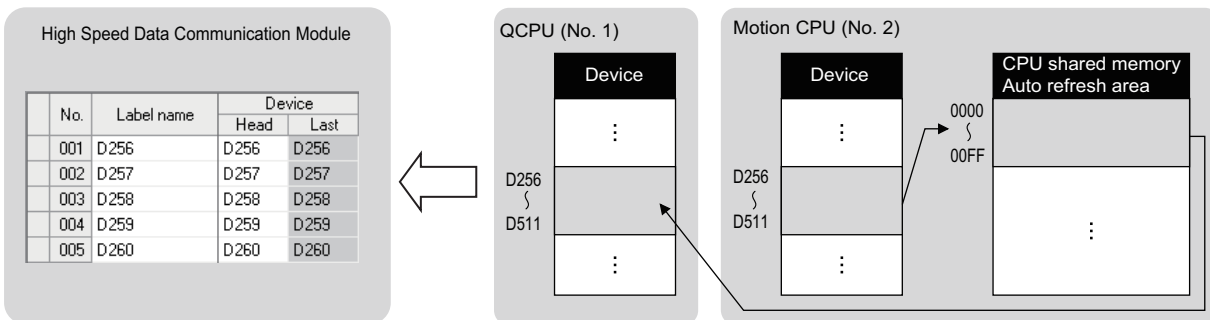 High Speed Data Communication Module
No. Label name Device
Head Last
001 D256 D256 D256
002 D257 D257 D257
003 D258 D258 D258
004 D259 D259 D259
005 D260 D260 D260
QCPU (No. 1)
Device
⋮
D256
∫
D511
⋮
Motion CPU (No. 2)
Device
⋮
D256
∫
D511
⋮
CPU shared memory
Auto refresh area
0000
∫
00FF
⋮